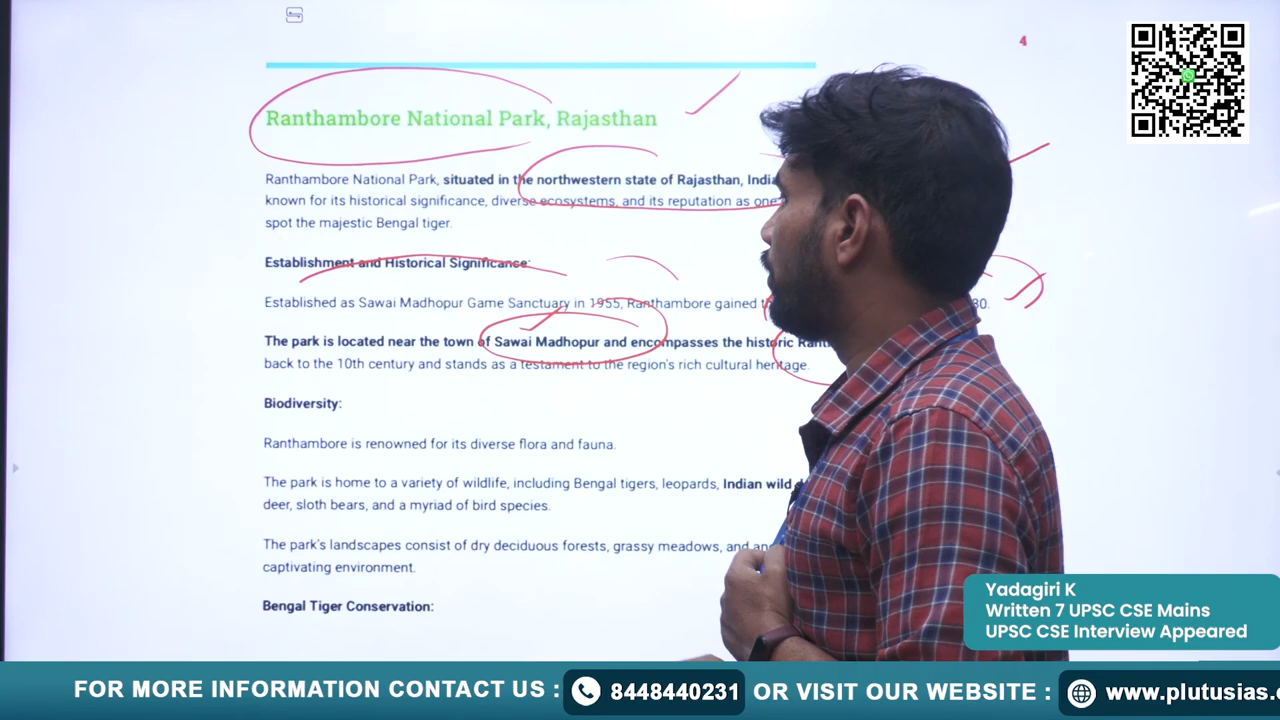 4
Ranthambore National Park, Rajasthan
Ranthambore National Park, situated in the northwestern state of Rajasthan, India
known for its historical significance, diverse ecosystems, and its reputation as one
spot the majestic Bengal tiger.
Establishment and Historical Significance:
Established as Sawai Madhopur Game Sanctuary in 1955, Ranthambore gained
The park is located near the town of Sawai Madhopur and encompasses the historic
back to the 10th century and stands as a testament to the region's rich cultural heritage.
Biodiversity:
Ranthambore is renowned for its diverse flora and fauna.
The park is home to a variety of wildlife, including Bengal tigers, leopards, Indian wild
deer, sloth bears, and a myriad of bird species.
The park's landscapes consist of dry deciduous forests, grassy meadows, and
captivating environment.
Bengal Tiger Conservation:
Yadagiri K
Written 7 UPSC CSE Mains
UPSC CSE Interview Appeared
FOR MORE INFORMATION CONTACT US : 8448440231 OR VISIT OUR WEBSITE : www.plutusias.